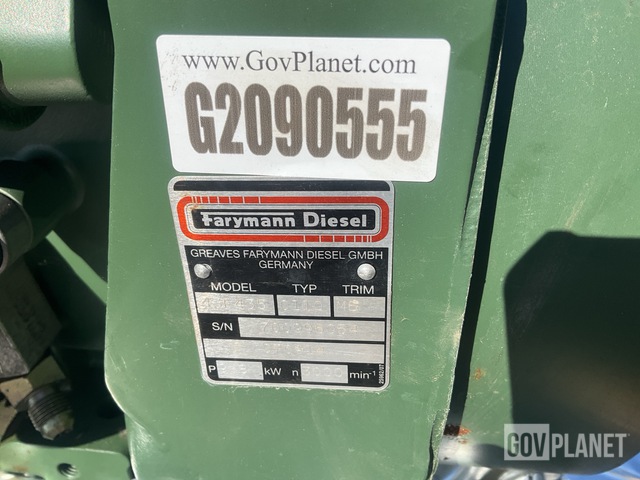 www.GovPlanet.com
G2090555
Farymann Diesel
GREAVES FARYMANN DIESEL GMBH
GERMANY
MODEL TYP TRIM
S/N
P kW n min-1
GOVPLANET